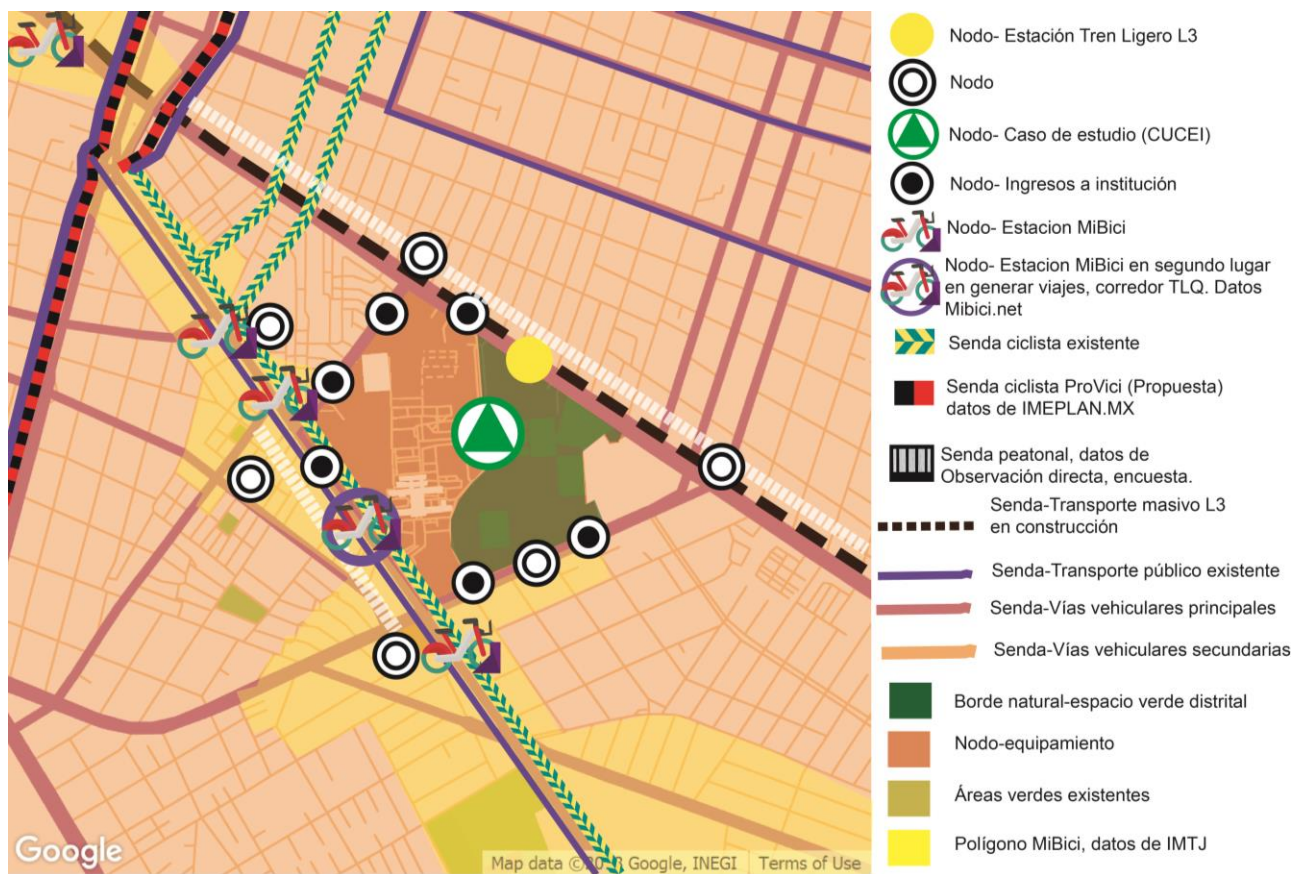 Nodo- Estación Tren Ligero L3
Nodo
Nodo- Caso de estudio (CUCEI)
Nodo- Ingresos a institución
Nodo- Estacion MiBici
Nodo- Estacion MiBici en segundo lugar
en generar viajes, corredor TLQ. Datos
Mibici.net
Senda ciclista existente
Senda ciclista ProVici (Propuesta)
datos de IMEPLAN.MX
Senda peatonal, datos de
Observación directa, encuesta.
Senda-Transporte masivo L3
en construcción
Senda-Transporte público existente
Senda-Vías vehiculares principales
Senda-Vías vehiculares secundarias
Borde natural-espacio verde distrital
Nodo-equipamiento
Áreas verdes existentes
Polígono MiBici, datos de IMTJ
Google
Map data Google, INEGI Terms of Use